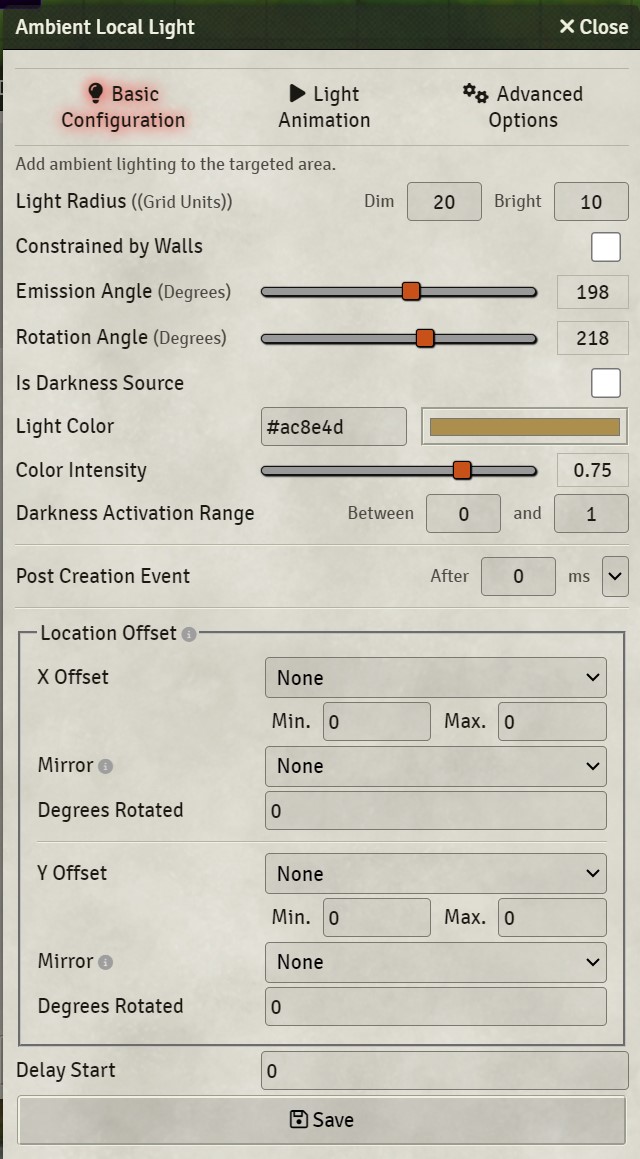 Ambient Local Light
Close
Basic
Configuration
Light
Animation
Advanced
Options
Add ambient lighting to the targeted area.
Light Radius ((Grid Units)) Dim 20 Bright 10
Constrained by Walls
Emission Angle (Degrees) 198
Rotation Angle (Degrees) 218
Is Darkness Source
Light Color #ac8e4d
Color Intensity 0.75
Darkness Activation Range Between 0 and 1
Post Creation Event After 0 ms
Location Offset
X Offset None
Min. 0 Max. 0
Mirror None
Degrees Rotated 0
Y Offset None
Min. 0 Max. 0
Mirror None
Degrees Rotated 0
Delay Start 0
Save